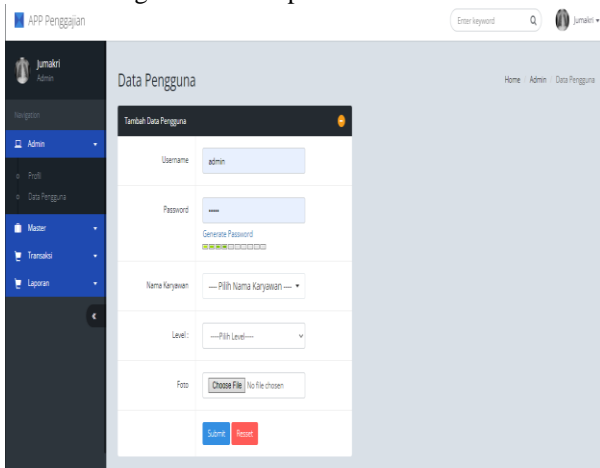 APP Penggajian
Enter keyword
Jumakri
Jumakri
Admin
Data Pengguna
Home / Admin / Data Pengguna
Navigation
Admin
Profil
Data Pengguna
Master
Transaksi
Laporan
Tambah Data Pengguna
Username
admin
Password
Generate Password
Nama Karyawan
---- Pilih Nama Karyawan ----
Level :
----Pilih Level----
Foto
Choose File No file chosen
Submit
Resset